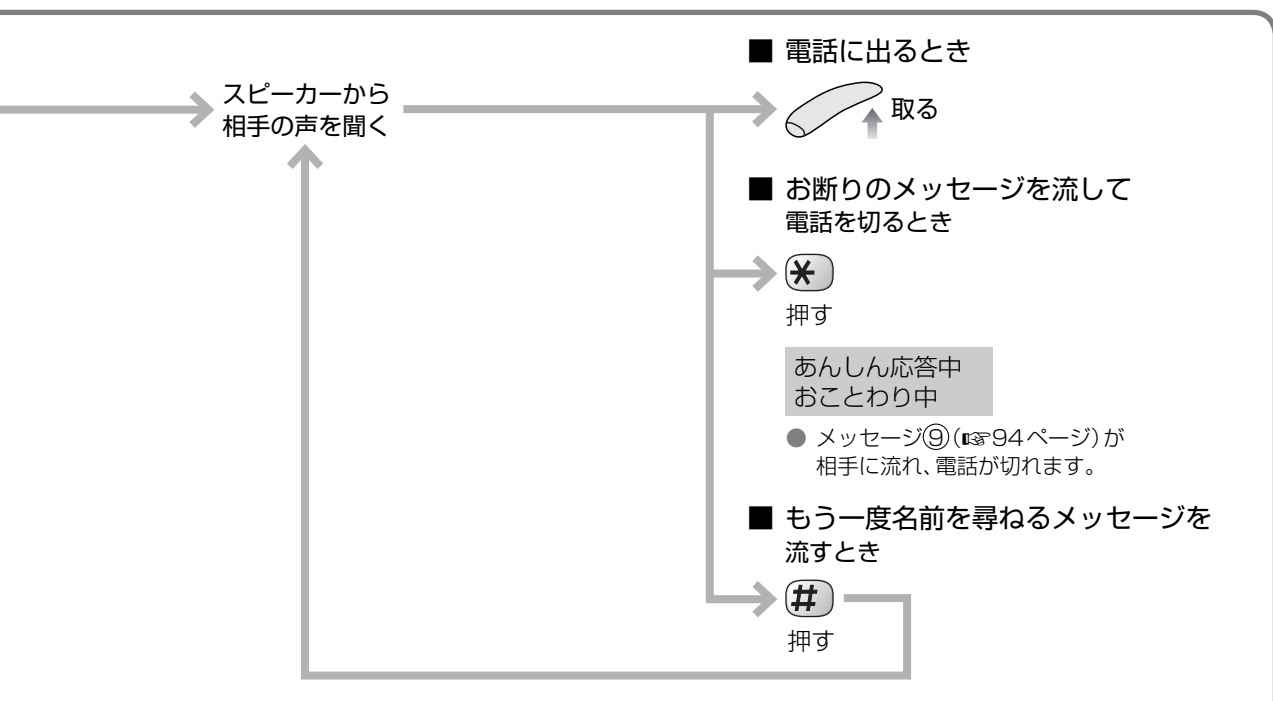 スピーカーから
相手の声を聞く
■ 電話に出るとき
取る
■ お断りのメッセージを流して
電話を切るとき
*
押す
あんしん応答中
おことわり中
● メッセージ⑨(☞94ページ)が
相手に流れ、電話が切れます。
■ もう一度名前を尋ねるメッセージを
流すとき
#
押す